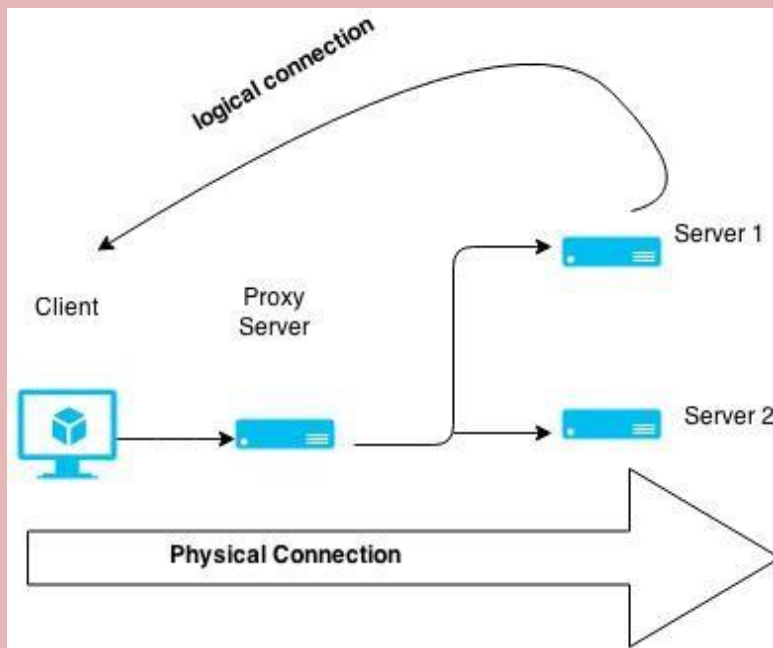 logical connection
Server 1
Client
Proxy
Server
Server 2
Physical Connection